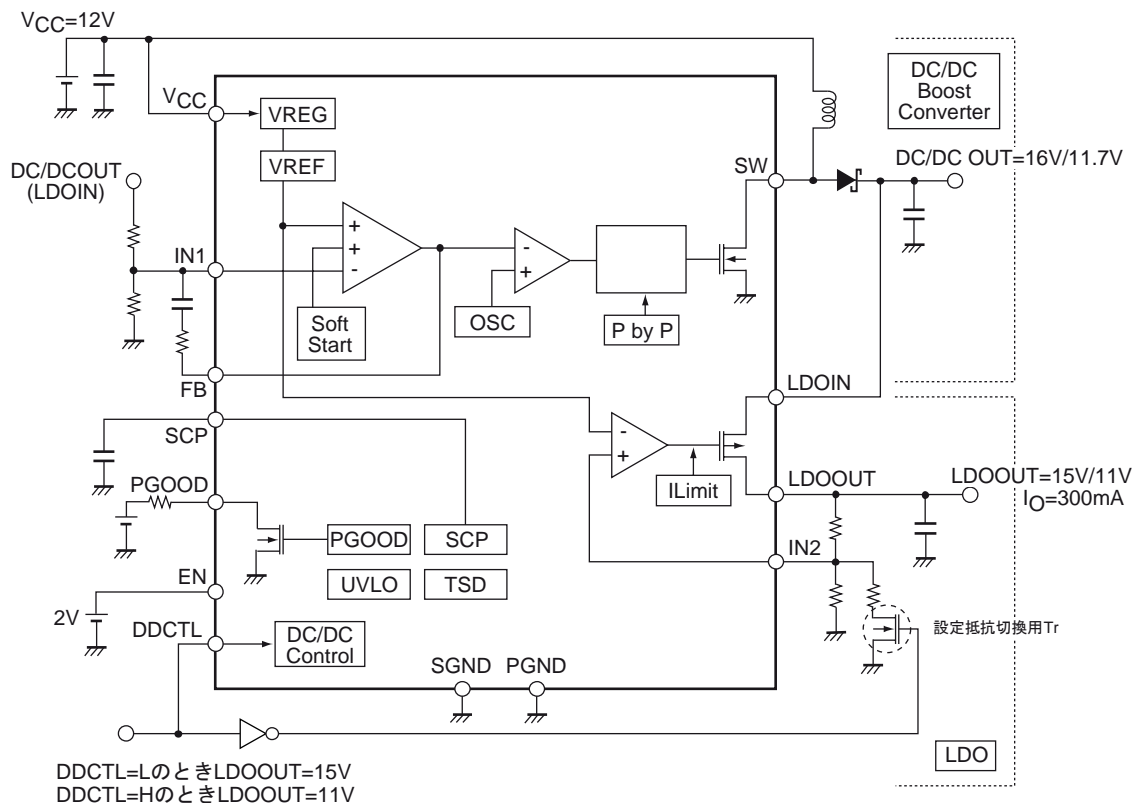 VCC=12V
DC/DC
Boost
Converter
VCC
VREG
DC/DCOUT
(LDOIN)
VREF
SW
DC/DC OUT=16V/11.7V
+
+
-
-
+
IN1
Soft
Start
OSC
P by P
FB
LDOIN
SCP
-
+
ILimit
LDOOUT
LDOOUT=15V/11V
IO=300mA
PGOOD
PGOOD
SCP
IN2
UVLO
TSD
EN
2V
DDCTL
DC/DC
Control
設定抵抗切換用Tr
SGND
PGND
LDO
DDCTL=LのときLDOOUT=15V
DDCTL=HのときLDOOUT=11V